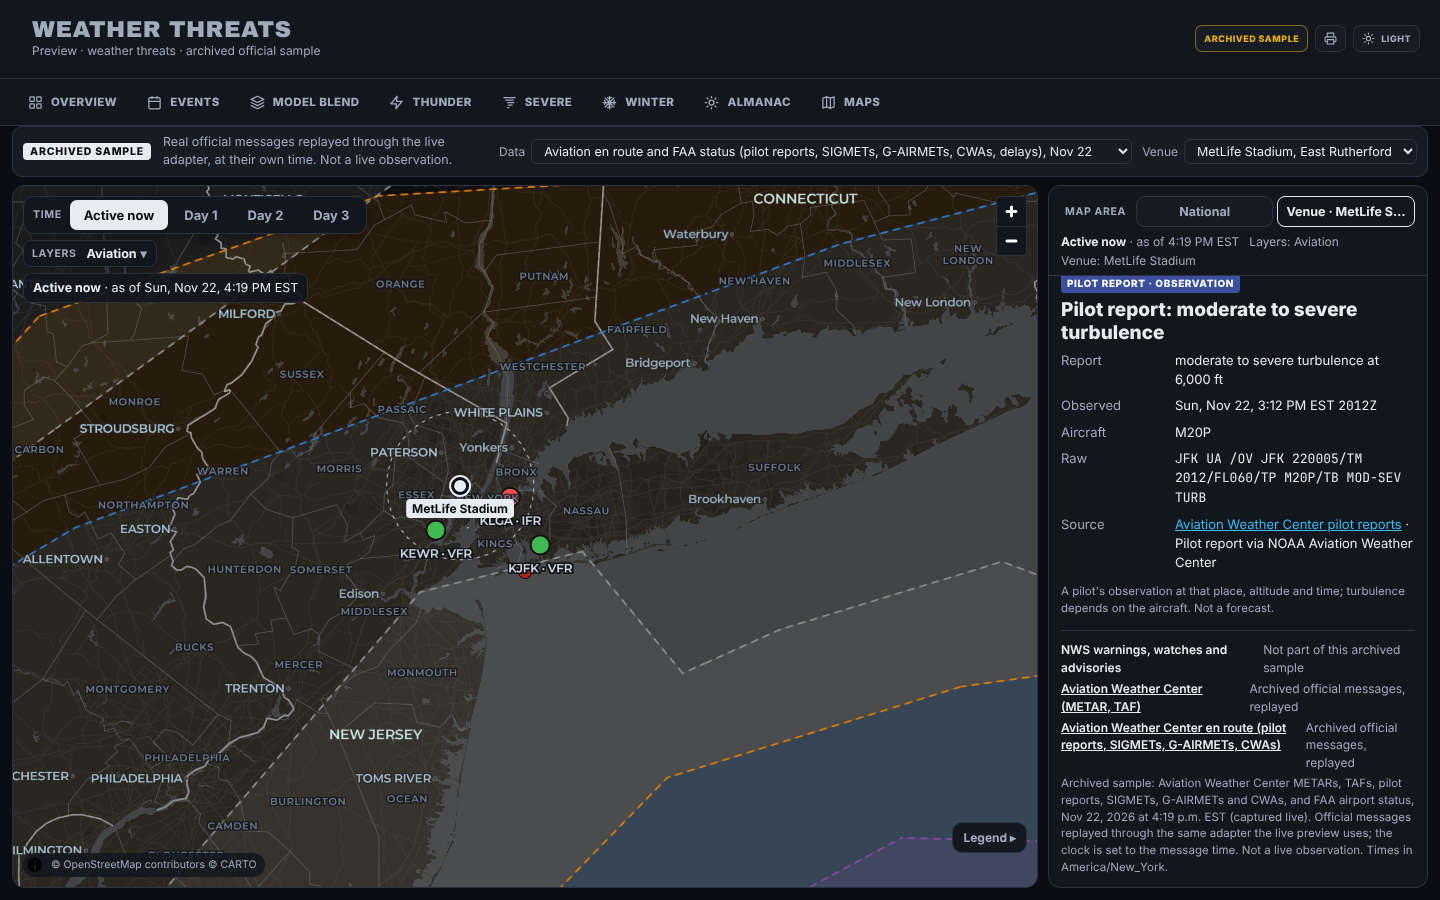 WEATHER THREATS
Preview · weather threats · archived official sample
ARCHIVED SAMPLE
LIGHT
OVERVIEW
EVENTS
MODEL BLEND
THUNDER
SEVERE
WINTER
ALMANAC
MAPS
ARCHIVED SAMPLE
Real official messages replayed through the live
adapter, at their own time. Not a live observation.
Data
Aviation en route and FAA status (pilot reports, SIGMETs, G-AIRMETs, CWAs, delays), Nov 22
Venue
MetLife Stadium, East Rutherford
TIME
Active now
Day 1
Day 2
Day 3
LAYERS Aviation ▾
Active now · as of Sun, Nov 22, 4:19 PM EST
+
−
CONNECTICUT
Waterbury
NEW LONDON
MIDDLESEX
PUTNAM
NEW HAVEN
ORANGE
New London
MILFORD
New Haven
FAIRFIELD
Bridgeport
WESTCHESTER
SUSSEX
MONROE
PASSAIC
WHITE PLAINS
STROUDSBURG
CARBON
PATERSON
Yonkers
WARREN
MORRIS
BRONX
SUFFOLK
ESSEX
NEW YORK
Brookhaven
NORTHAMPTON
MetLife Stadium
NASSAU
KLGA · IFR
EASTON
KINGS
KEWR · VFR
ALLENTOWN
HUNTERDON
SOMERSET
KJFK · VFR
Edison
MIDDLESEX
BUCKS
MERCER
MONMOUTH
MONTGOMERY
TRENTON
NEW JERSEY
PHILADELPHIA
CHESTER
PHILADELPHIA
TOMS RIVER
OCEAN
BURLINGTON
CAMDEN
LMINGTON
© OpenStreetMap contributors © CARTO
Legend ▸
MAP AREA
National
Venue · MetLife S...
Active now · as of 4:19 PM EST Layers: Aviation
Venue: MetLife Stadium
PILOT REPORT · OBSERVATION
Pilot report: moderate to severe
turbulence
Report
moderate to severe turbulence at
6,000 ft
Observed
Sun, Nov 22, 3:12 PM EST 2012Z
Aircraft
M20P
Raw
JFK UA /OV JFK 220005/TM
2012/FL060/TP M20P/TB MOD-SEV
TURB
Source
Aviation Weather Center pilot reports ·
Pilot report via NOAA Aviation Weather
Center
A pilot's observation at that place, altitude and time; turbulence
depends on the aircraft. Not a forecast.
NWS warnings, watches and
advisories
Not part of this archived
sample
Aviation Weather Center
(METAR, TAF)
Archived official messages,
replayed
Aviation Weather Center en route (pilot
reports, SIGMETs, G-AIRMETs, CWAs)
Archived official
messages,
replayed
Archived sample: Aviation Weather Center METARs, TAFs, pilot
reports, SIGMETs, G-AIRMETs and CWAs, and FAA airport status,
Nov 22, 2026 at 4:19 p.m. EST (captured live). Official messages
replayed through the same adapter the live preview uses; the
clock is set to the message time. Not a live observation. Times in
America/New_York.